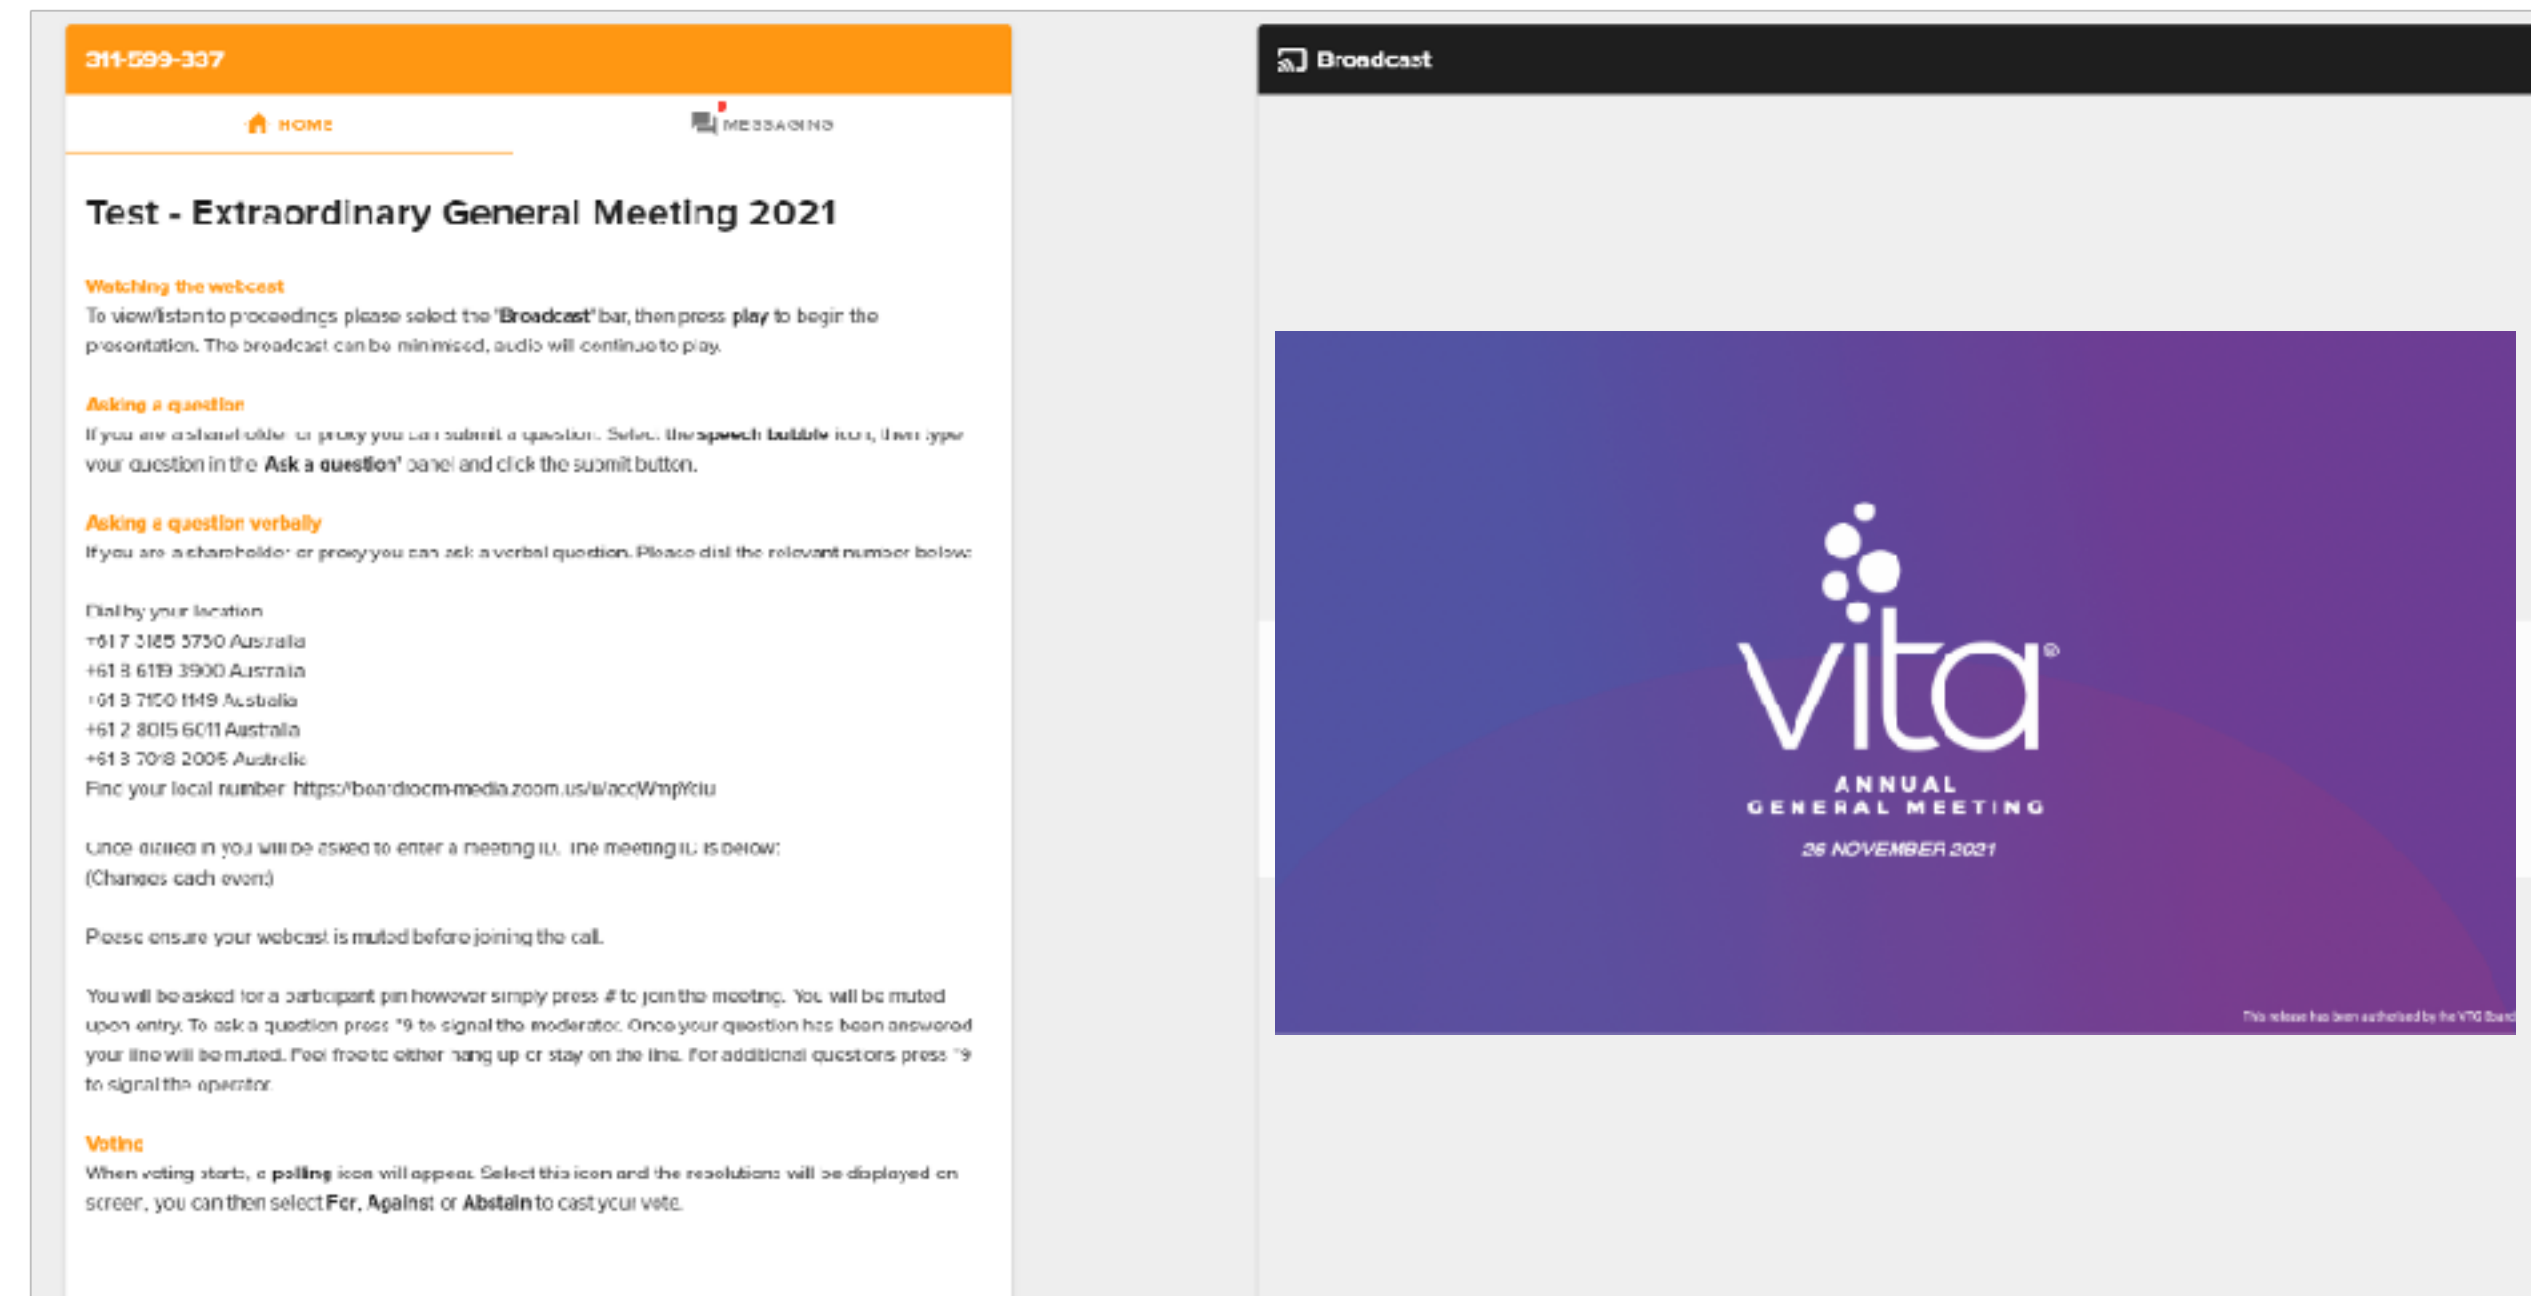 311-599-337
HOME
MESSAGING
Test - Extraordinary General Meeting 2021
Watching the webcast
To view/listen to proceedings please select the 'Broadcast' bar, then press play to begin the
presentation. The broadcast can be minimised, audio will continue to play.
Asking a question
If you are a shareholder or proxy you can submit a question. Select the speech bubble icon, then type
your question in the 'Ask a question' panel and click the submit button.
Asking a question verbally
If you are a shareholder or proxy you can ask a verbal question. Please dial the relevant number below:
Dial by your location
+61 7 3185 3730 Australia
+61 8 6119 3900 Australia
+61 8 7150 1149 Australia
+61 2 8015 6011 Australia
+61 3 7018 2005 Australia
Find your local number:
Once dialled in you will be asked to enter a meeting ID. The meeting ID is below:
(Changes each event)
Please ensure your webcast is muted before joining the call.
You will be asked for a participant pin however simply press # to join the meeting. You will be muted
upon entry. To ask a question press *9 to signal the moderator. Once your question has been answered
your line will be muted. Feel free to either hang up or stay on the line. For additional questions press *9
to signal the operator.
Voting
When voting starts, a polling icon will appear. Select this icon and the resolutions will be displayed on
screen, you can then select For, Against or Abstain to cast your vote.
Broadcast
vita®
ANNUAL
GENERAL MEETING
26 NOVEMBER 2021
This release has been authorised by the VTG Board